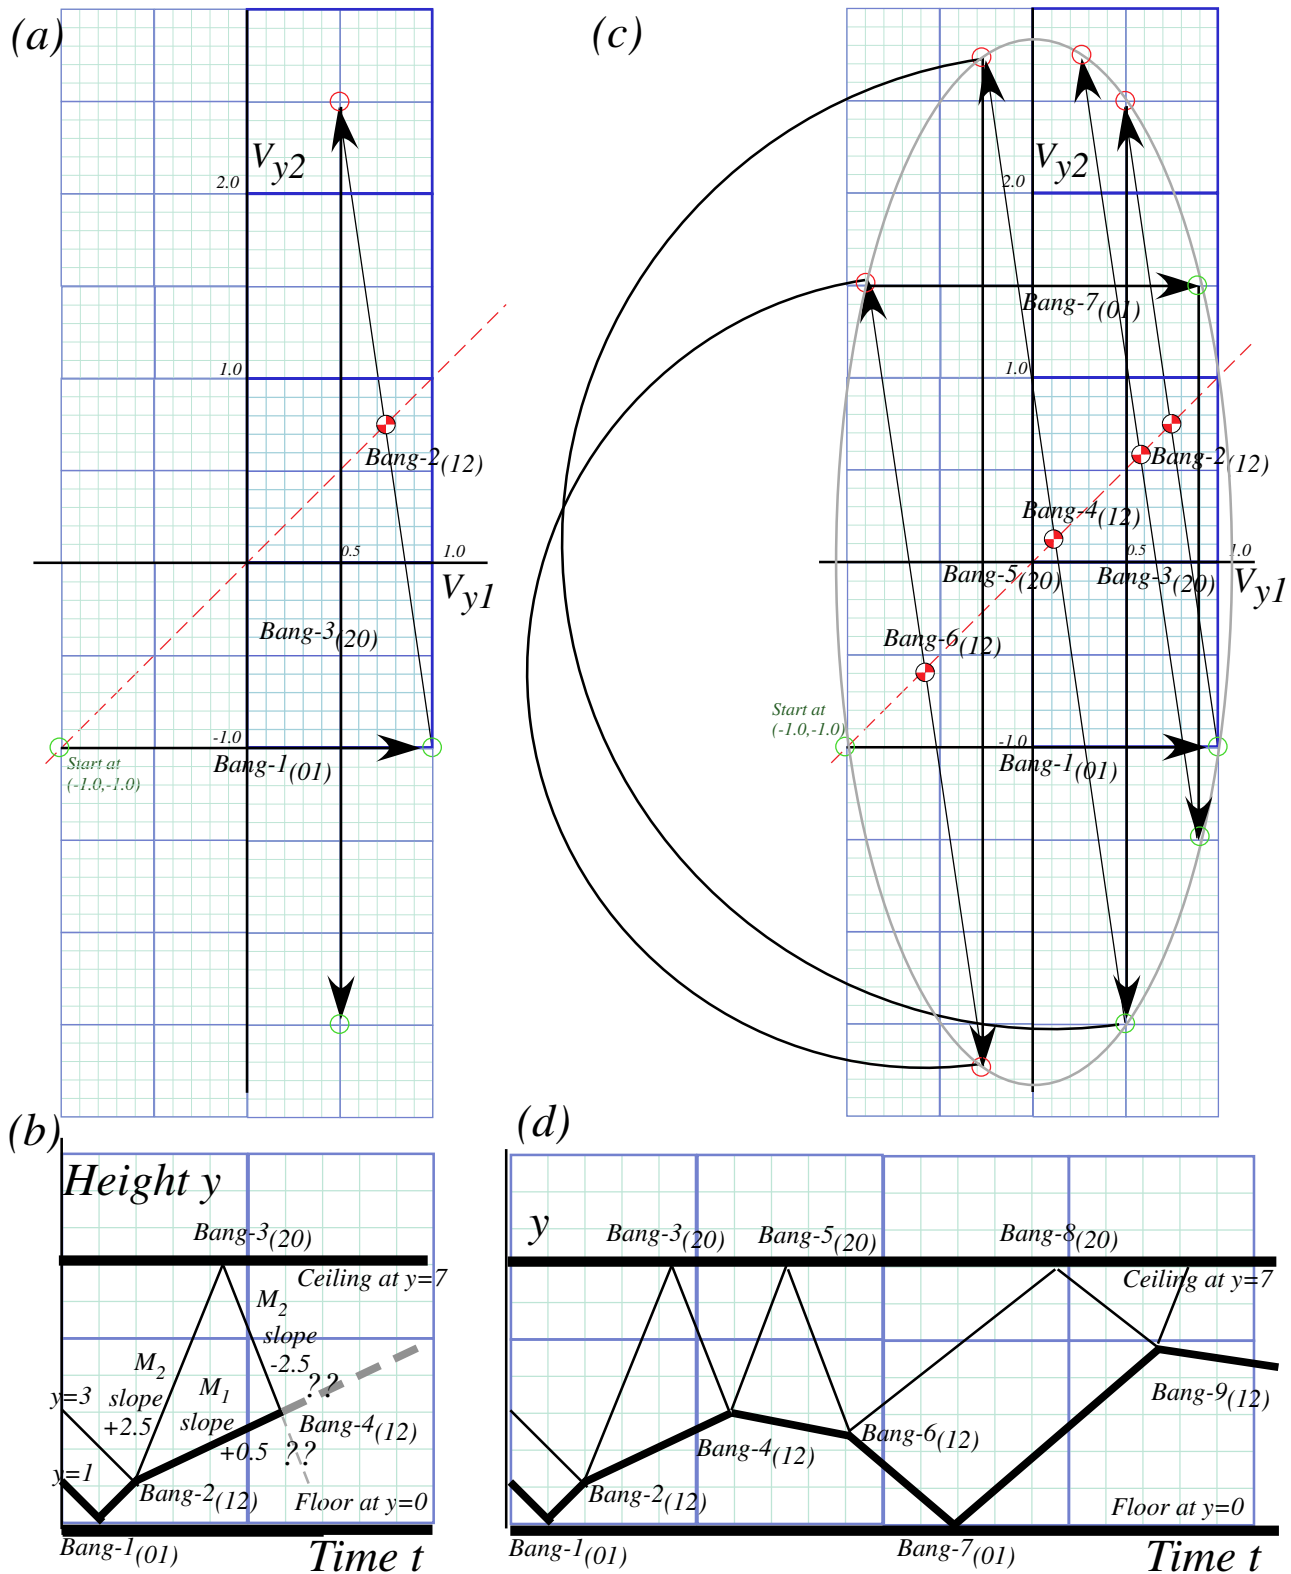 (a)
Vy2
2.0
1.0
Bang-2(12)
0.5
1.0
Vy1
Bang-3(20)
-1.0
Start at
(-1.0,-1.0)
Bang-1(01)
(c)
Vy2
2.0
Bang-7(01)
1.0
Bang-2(12)
Bang-4(12)
0.5
1.0
Bang-5(20)
Bang-3(20)
Vy1
Bang-6(12)
Start at
(-1.0,-1.0)
-1.0
Bang-1(01)
(b)
Height y
Bang-3(20)
Ceiling at y=7
M2
slope
-2.5
M2
slope
+2.5
M1
slope
+0.5
??
??
y=3
y=1
Bang-4(12)
Bang-2(12)
Floor at y=0
Bang-1(01)
Time t
(d)
y
Bang-3(20)
Bang-5(20)
Bang-8(20)
Ceiling at y=7
Bang-9(12)
Bang-4(12)
Bang-6(12)
Bang-2(12)
Floor at y=0
Bang-1(01)
Bang-7(01)
Time t